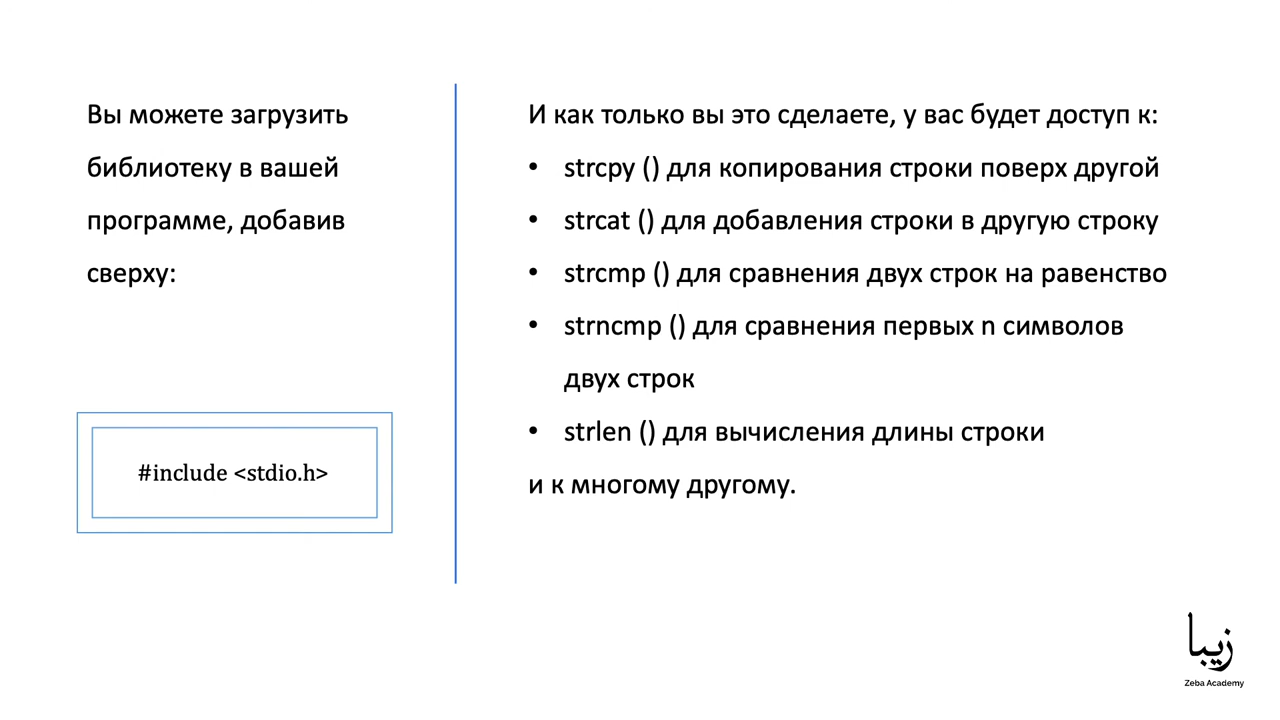 Вы можете загрузить
библиотеку в вашей
программе, добавив
сверху:
#include <stdio.h>
И как только вы это сделаете, у вас будет доступ к:
• strcpy () для копирования строки поверх другой
• strcat () для добавления строки в другую строку
• strcmp () для сравнения двух строк на равенство
• strncmp () для сравнения первых n символов
двух строк
• strlen () для вычисления длины строки
и к многому другому.
زیبا
Zeba Academy